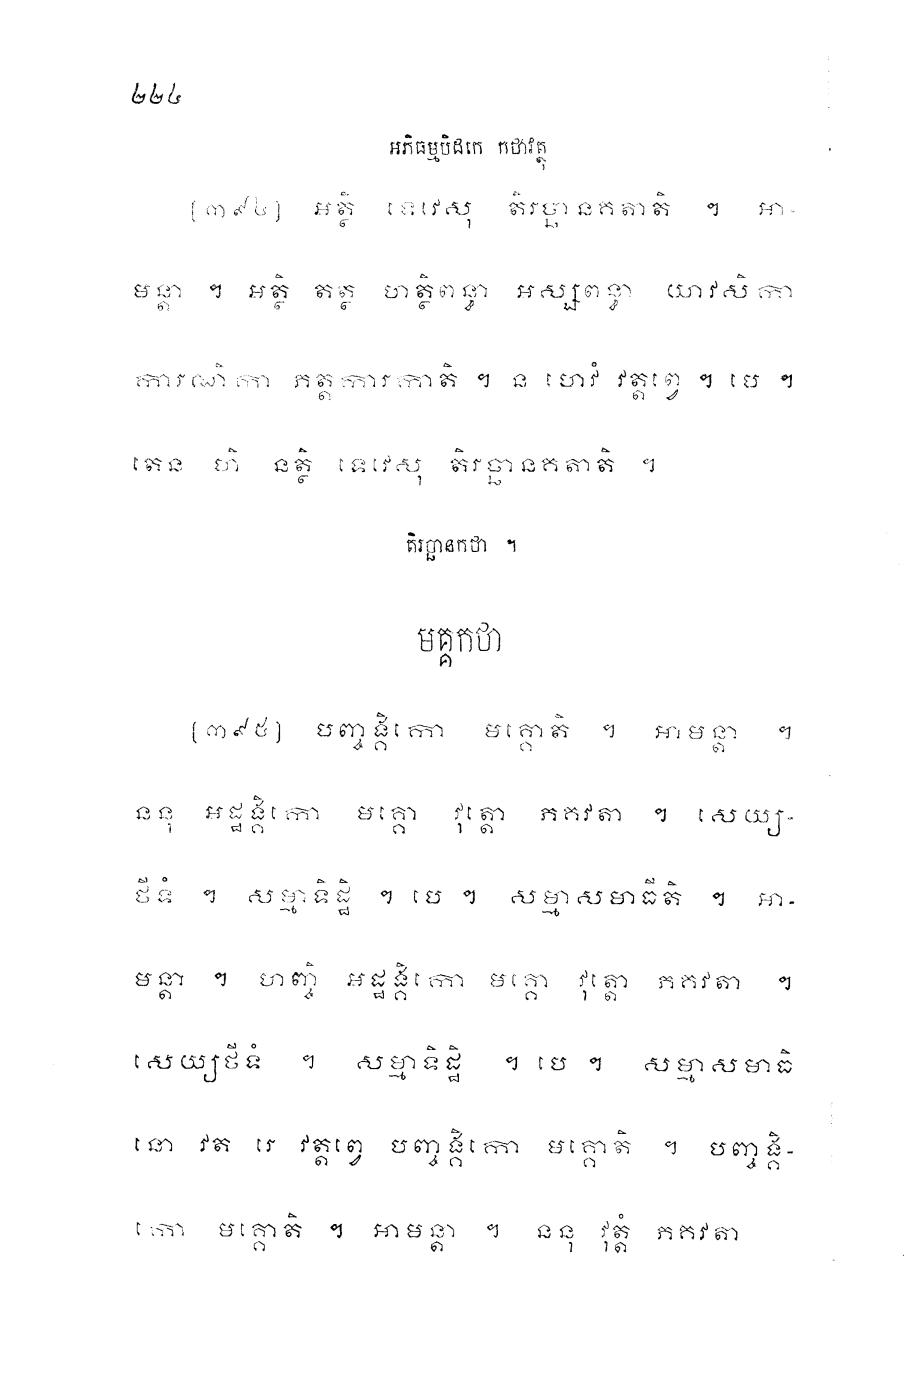 ២២៤
អភិធម្មបិដកេ កថាវត្ថុ
[៣៩៤] អត្ថិ ទេវេសុ តិរច្ឆានគតាតិ ។ អា-
មន្តា ។ អត្ថិ តត្ថ ហត្ថិពន្ធា អស្សពន្ធា យាវសិកា
ការណិកា ភត្តការកាតិ ។ ន ហេវំ វត្តព្វេ ។ បេ ។
តេន ហិ នត្ថិ ទេវេសុ តិរច្ឆានគតាតិ ។
តិរច្ឆានកថា ។
មគ្គកថា
[៣៩៥] បញ្ចង្គិកោ មគ្គោតិ ។ អាមន្តា ។
ននុ អដ្ឋង្គិកោ មគ្គោ វុត្តោ ភគវតា ។ សេយ្យ-
ថីទំ ។ សម្មាទិដ្ឋិ ។ បេ ។ សម្មាសមាធីតិ ។ អា-
មន្តា ។ ហញ្ចិ អដ្ឋង្គិកោ មគ្គោ វុត្តោ ភគវតា ។
សេយ្យថីទំ ។ សម្មាទិដ្ឋិ ។ បេ ។ សម្មាសមាធិ
នោ វត រេ វត្តព្វេ បញ្ចង្គិកោ មគ្គោតិ ។ បញ្ចង្គិ-
កោ មគ្គោតិ ។ អាមន្តា ។ ននុ វុត្តំ ភគវតា